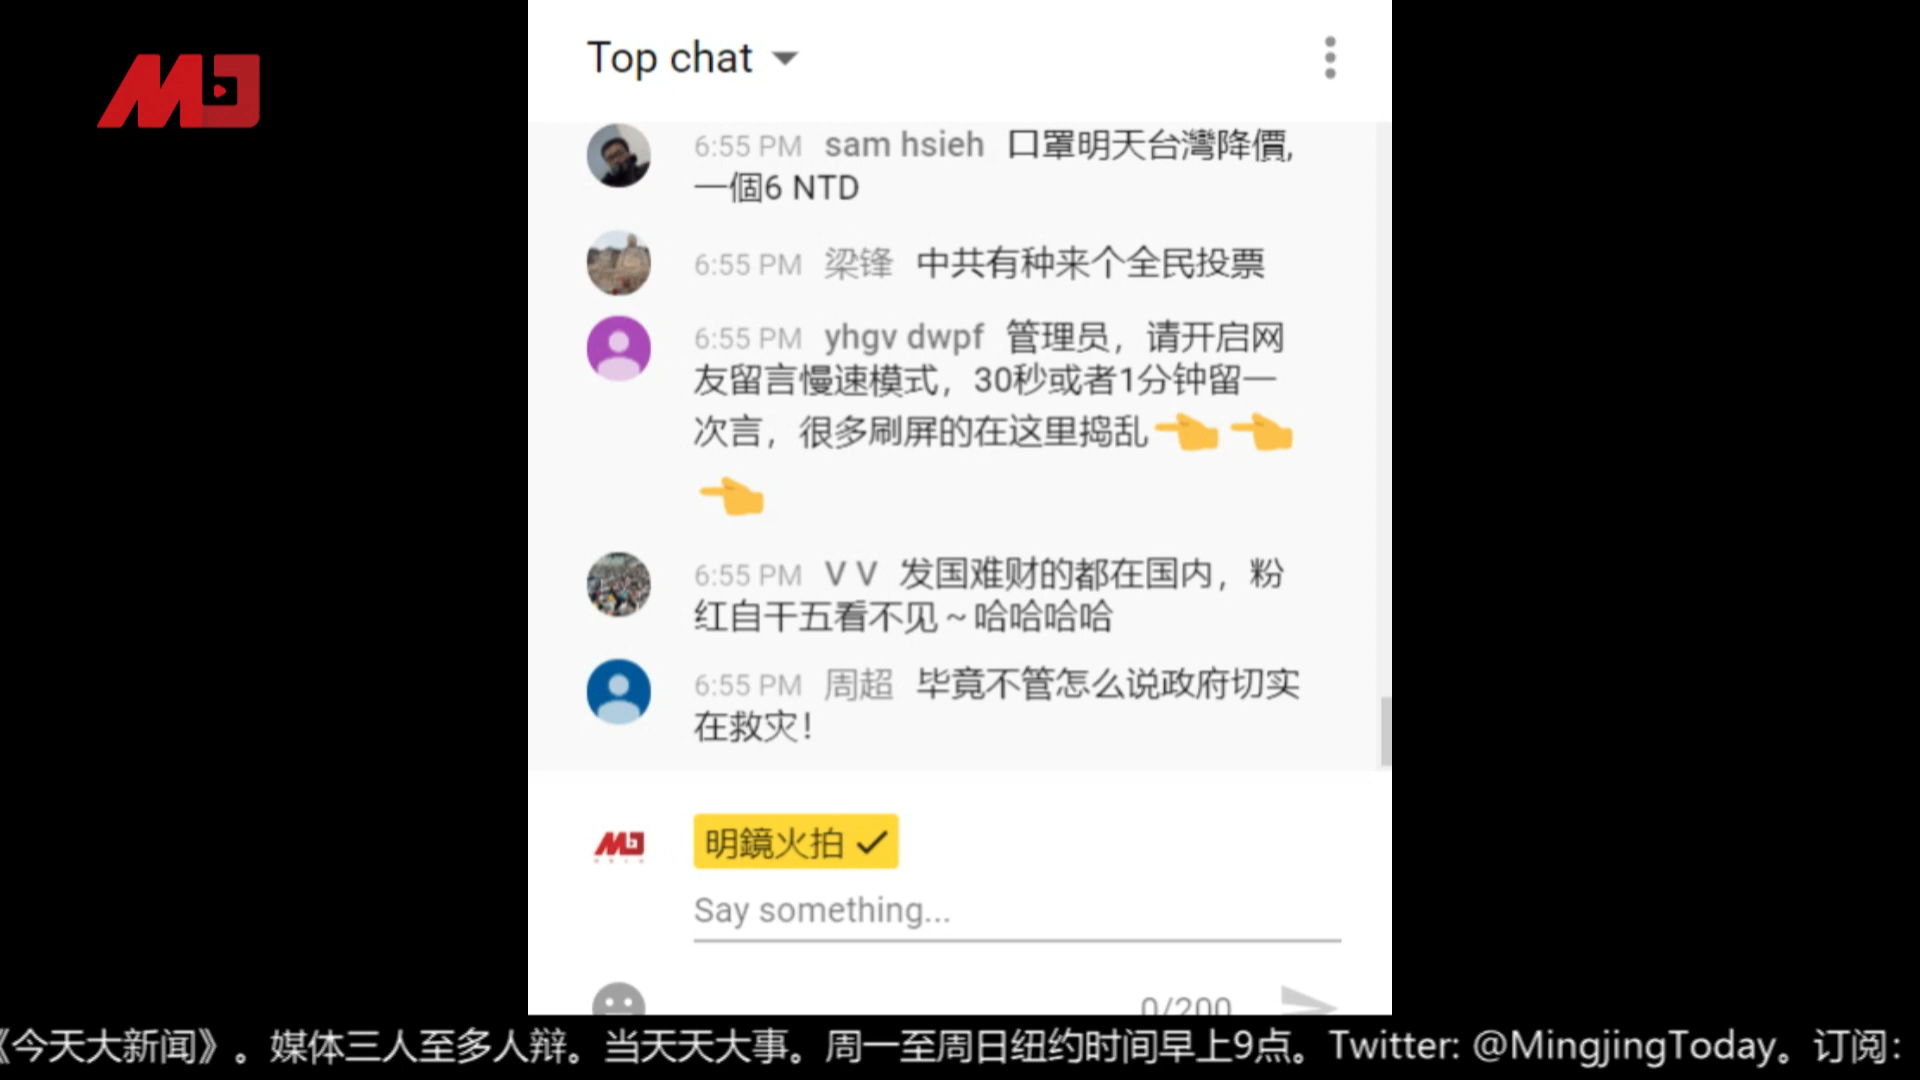 Top chat
6:55 PM sam hsieh 口罩明天台灣降價,
一個6 NTD
6:55 PM 梁锋 中共有种来个全民投票
6:55 PM yhgv dwpf 管理员，请开启网
友留言慢速模式，30秒或者1分钟留一
次言，很多刷屏的在这里捣乱👈👈
👈
6:55 PM V V 发国难财的都在国内，粉
红自干五看不见～哈哈哈哈
6:55 PM 周超 毕竟不管怎么说政府切实
在救灾！
明鏡火拍
Say something...
0/200
《今天大新闻》。媒体三人至多人辩。当天天大事。周一至周日纽约时间早上9点。Twitter: @MingjingToday。订阅: